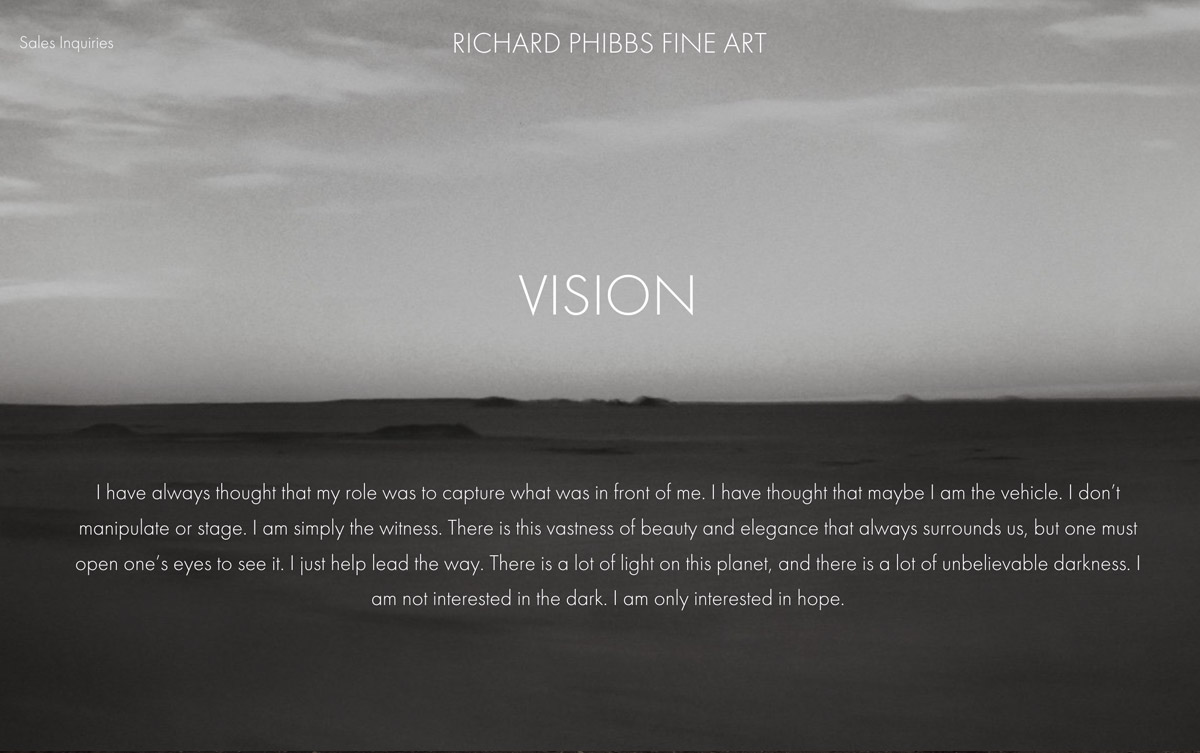 Sales Inquiries
RICHARD PHIBBS FINE ART
VISION
I have always thought that my role was to capture what was in front of me. I have thought that maybe I am the vehicle. I don’t
manipulate or stage. I am simply the witness. There is this vastness of beauty and elegance that always surrounds us, but one must
open one’s eyes to see it. I just help lead the way. There is a lot of light on this planet, and there is a lot of unbelievable darkness. I
am not interested in the dark. I am only interested in hope.